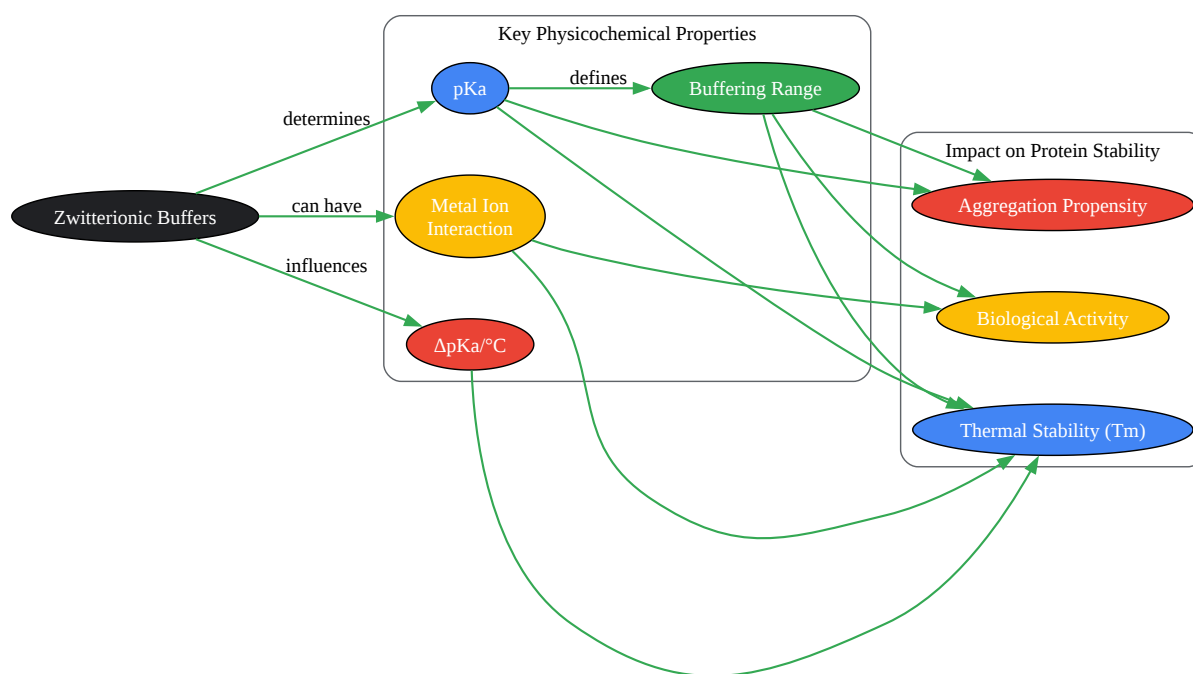 Key Physicochemical Properties
pKa
defines
Buffering Range
determines
Impact on Protein Stability
Zwitterionic Buffers
can have
Metal Ion
Interaction
Aggregation Propensity
influences
Biological Activity
ΔpKa/°C
Thermal Stability (Tm)